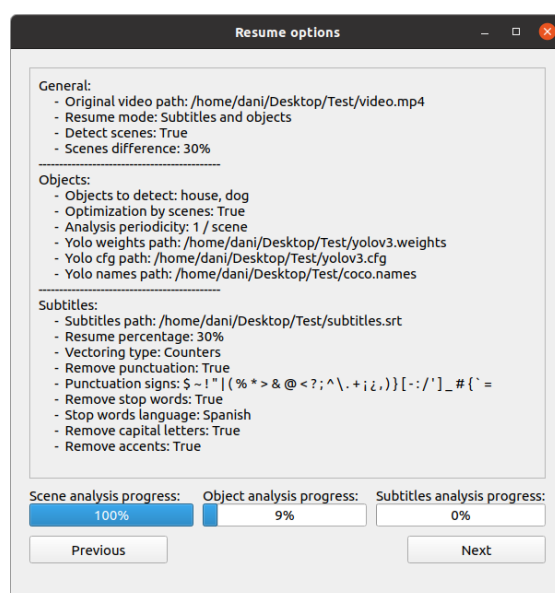 Resume options
General:
- Original video path: /home/dani/Desktop/Test/video.mp4
- Resume mode: Subtitles and objects
- Detect scenes: True
- Scenes difference: 30%
--------------------------------------------
Objects:
- Objects to detect: house, dog
- Optimization by scenes: True
- Analysis periodicity: 1 / scene
- Yolo weights path: /home/dani/Desktop/Test/yolov3.weights
- Yolo cfg path: /home/dani/Desktop/Test/yolov3.cfg
- Yolo names path: /home/dani/Desktop/Test/coco.names
--------------------------------------------
Subtitles:
- Subtitles path: /home/dani/Desktop/Test/subtitles.srt
- Resume percentage: 30%
- Vectoring type: Counters
- Remove punctuation: True
- Punctuation signs: $ ~ ! " | ( % * > & @ < ? ; ^ \ . + ¡ ¿ , ) } [ - : / ' ] _ # { ` =
- Remove stop words: True
- Stop words language: Spanish
- Remove capital letters: True
- Remove accents: True
Scene analysis progress: Object analysis progress: Subtitles analysis progress:
100% 9% 0%
Previous Next